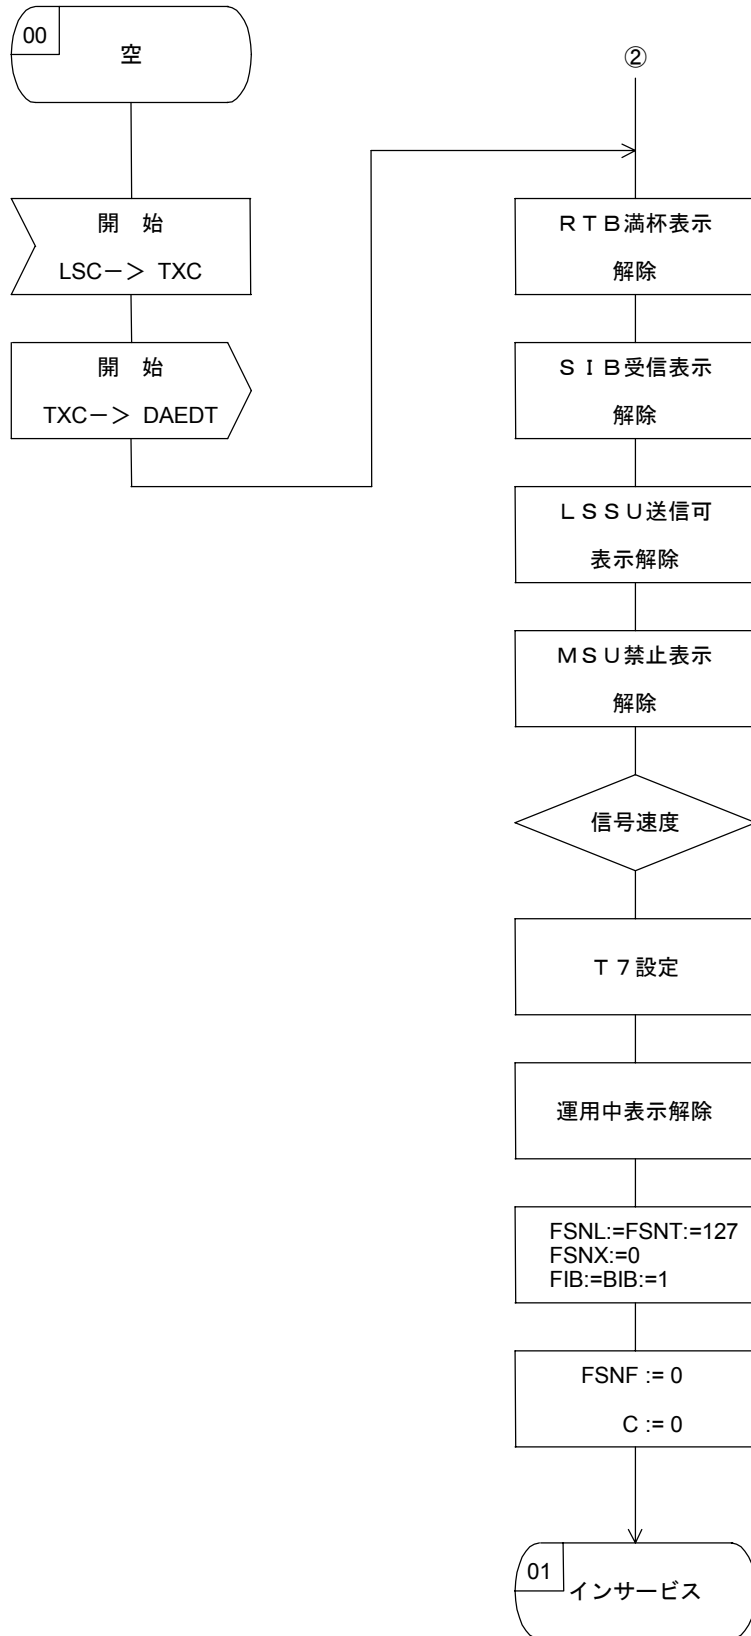 00
空
開　始
LSC－＞ TXC
開　始
TXC－＞ DAEDT
②
ＲＴＢ満杯表示
解除
ＳＩＢ受信表示
解除
ＬＳＳＵ送信可
表示解除
ＭＳＵ禁止表示
解除
信号速度
Ｔ７設定
運用中表示解除
FSNL:=FSNT:=127
FSNX:=0
FIB:=BIB:=1
FSNF := 0
C := 0
01
インサービス